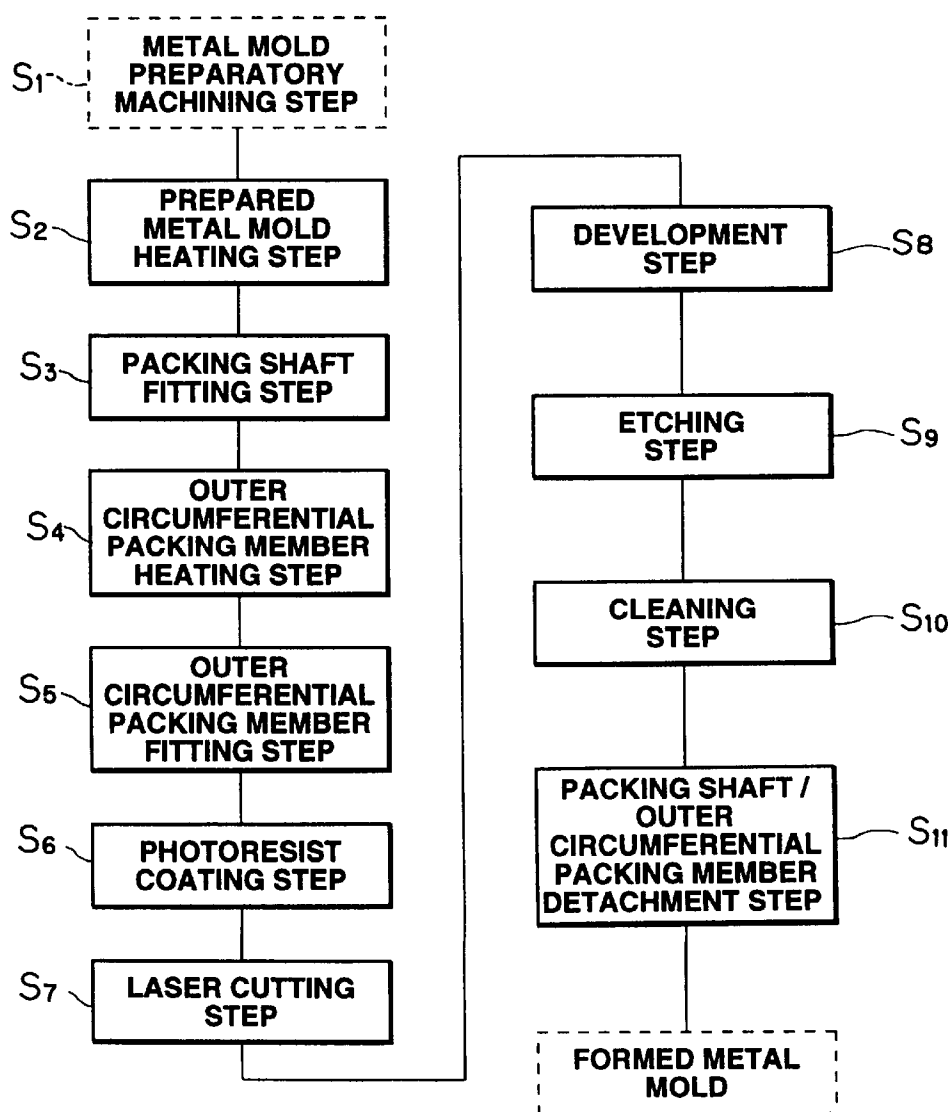 S1
METAL MOLD
PREPARATORY
MACHINING STEP
S2
PREPARED
METAL MOLD
HEATING STEP
S3
PACKING SHAFT
FITTING STEP
S4
OUTER
CIRCUMFERENTIAL
PACKING MEMBER
HEATING STEP
S5
OUTER
CIRCUMFERENTIAL
PACKING MEMBER
FITTING STEP
S6
PHOTORESIST
COATING STEP
S7
LASER CUTTING
STEP
DEVELOPMENT
STEP
S8
ETCHING
STEP
S9
CLEANING
STEP
S10
PACKING SHAFT /
OUTER
CIRCUMFERENTIAL
PACKING MEMBER
DETACHMENT STEP
S11
FORMED METAL
MOLD